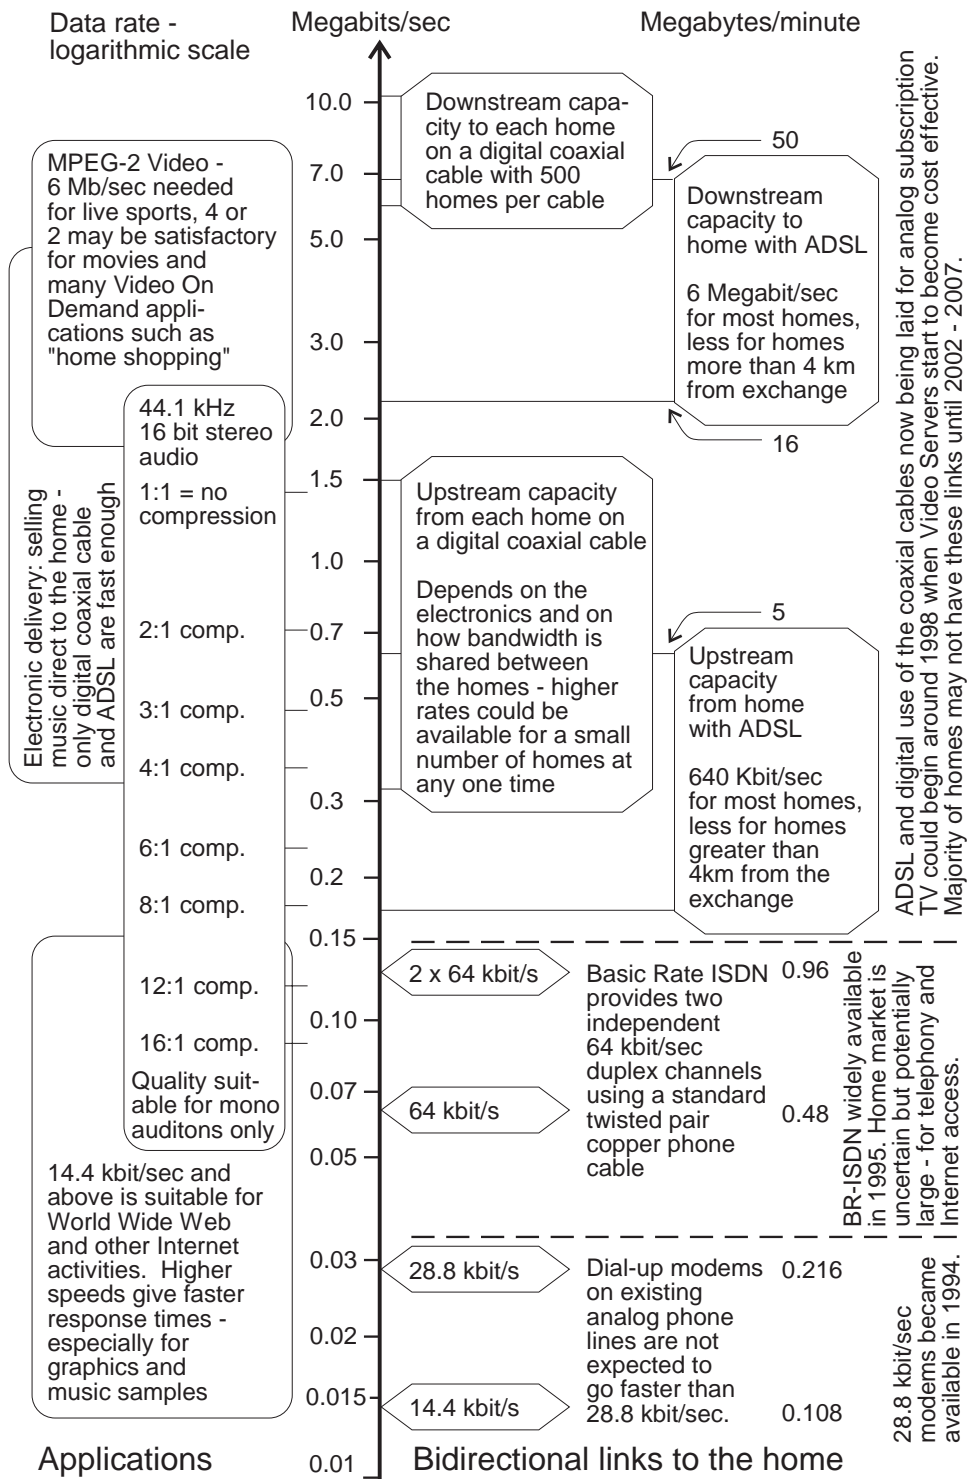 Data rate -
logarithmic scale
Megabits/sec
Megabytes/minute
10.0
7.0
5.0
3.0
2.0
1.5
1.0
0.7
0.5
0.3
0.2
0.15
0.10
0.07
0.05
0.03
0.02
0.015
0.01
MPEG-2 Video -
6 Mb/sec needed
for live sports, 4 or
2 may be satisfactory
for movies and
many Video On
Demand appli-
cations such as
"home shopping"
Electronic delivery: selling
music direct to the home -
only digital coaxial cable
and ADSL are fast enough
44.1 kHz
16 bit stereo
audio
1:1 = no
compression
2:1 comp.
3:1 comp.
4:1 comp.
6:1 comp.
8:1 comp.
12:1 comp.
16:1 comp.
Quality suit-
able for mono
auditons only
14.4 kbit/sec and
above is suitable for
World Wide Web
and other Internet
activities.  Higher
speeds give faster
response times -
especially for
graphics and
music samples
Applications
Downstream capa-
city to each home
on a digital coaxial
cable with 500
homes per cable
50
Downstream
capacity to
home with ADSL
6 Megabit/sec
for most homes,
less for homes
more than 4 km
from exchange
16
Upstream capacity
from each home on
a digital coaxial cable
Depends on the
electronics and on
how bandwidth is
shared between
the homes - higher
rates could be
available for a small
number of homes at
any one time
5
Upstream
capacity
from home
with ADSL
640 Kbit/sec
for most homes,
less for homes
greater than
4km from the
exchange
ADSL and digital use of the coaxial cables now being laid for analog subscription
TV could begin around 1998 when Video Servers start to become cost effective.
Majority of homes may not have these links until 2002 - 2007.
2 x 64 kbit/s
64 kbit/s
Basic Rate ISDN
provides two
independent
64 kbit/sec
duplex channels
using a standard
twisted pair
copper phone
cable
0.96
0.48
BR-ISDN widely available
in 1995. Home market is
uncertain but potentially
large - for telephony and
Internet access.
28.8 kbit/s
14.4 kbit/s
Dial-up modems
on existing
analog phone
lines are not
expected to
go faster than
28.8 kbit/sec.
0.216
0.108
28.8 kbit/sec
modems became
available in 1994.
Bidirectional links to the home